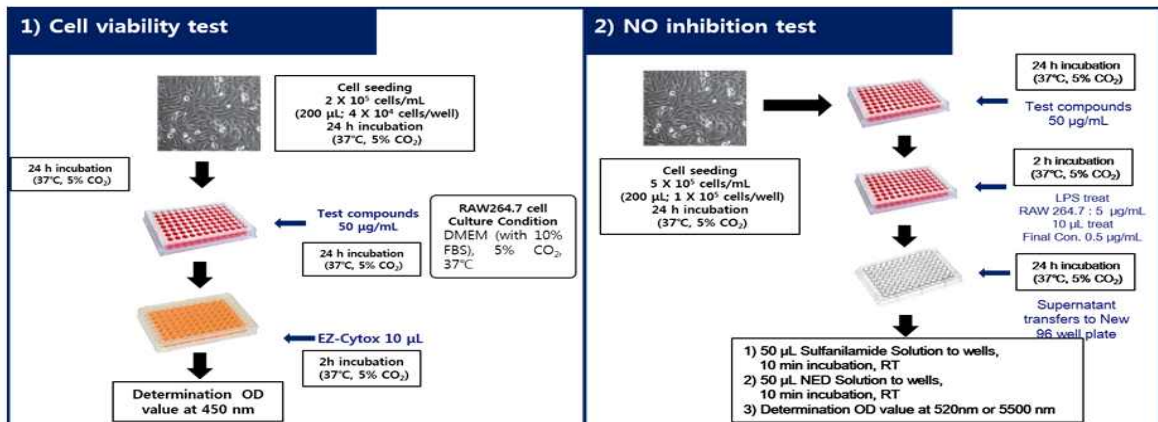 1) Cell viability test
Cell seeding
2 X 10⁵ cells/mL
(200 μL; 4 X 10⁴ cells/well)
24 h incubation
(37℃, 5% CO₂)
24 h incubation
(37℃, 5% CO₂)
Test compounds
50 μg/mL
24 h incubation
(37℃, 5% CO₂)
RAW264.7 cell
Culture Condition
DMEM (with 10%
FBS), 5% CO₂,
37℃
EZ-Cytox 10 μL
2h incubation
(37℃, 5% CO₂)
Determination OD
value at 450 nm
2) NO inhibition test
Cell seeding
5 X 10⁵ cells/mL
(200 μL; 1 X 10⁵ cells/well)
24 h incubation
(37℃, 5% CO₂)
24 h incubation
(37℃, 5% CO₂)
Test compounds
50 μg/mL
2 h incubation
(37℃, 5% CO₂)
LPS treat
RAW 264.7 : 5 μg/mL
10 μL treat
Final Con. 0.5 μg/mL
24 h incubation
(37℃, 5% CO₂)
Supernatant
transfers to New
96 well plate
1) 50 μL Sulfanilamide Solution to wells,
10 min incubation, RT
2) 50 μL NED Solution to wells,
10 min incubation, RT
3) Determination OD value at 520nm or 5500 nm